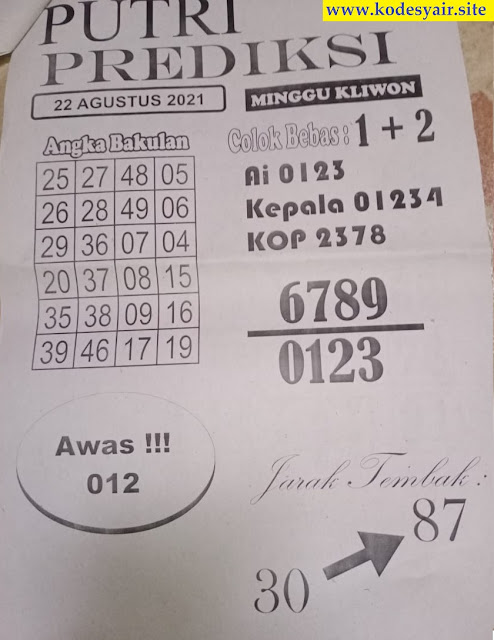 www.kodesyair.site
PUTRI
PREDIKSI
22 AGUSTUS 2021
MINGGU KLIWON
Angka Bakulan
25 27 48 05
26 28 49 06
29 36 07 04
20 37 08 15
35 38 09 16
39 46 17 19
Colok Bebas : 1 + 2
Ai 0123
Kepala 01234
KOP 2378
6789
0123
Awas !!!
012
Jarak Tembak :
87
30